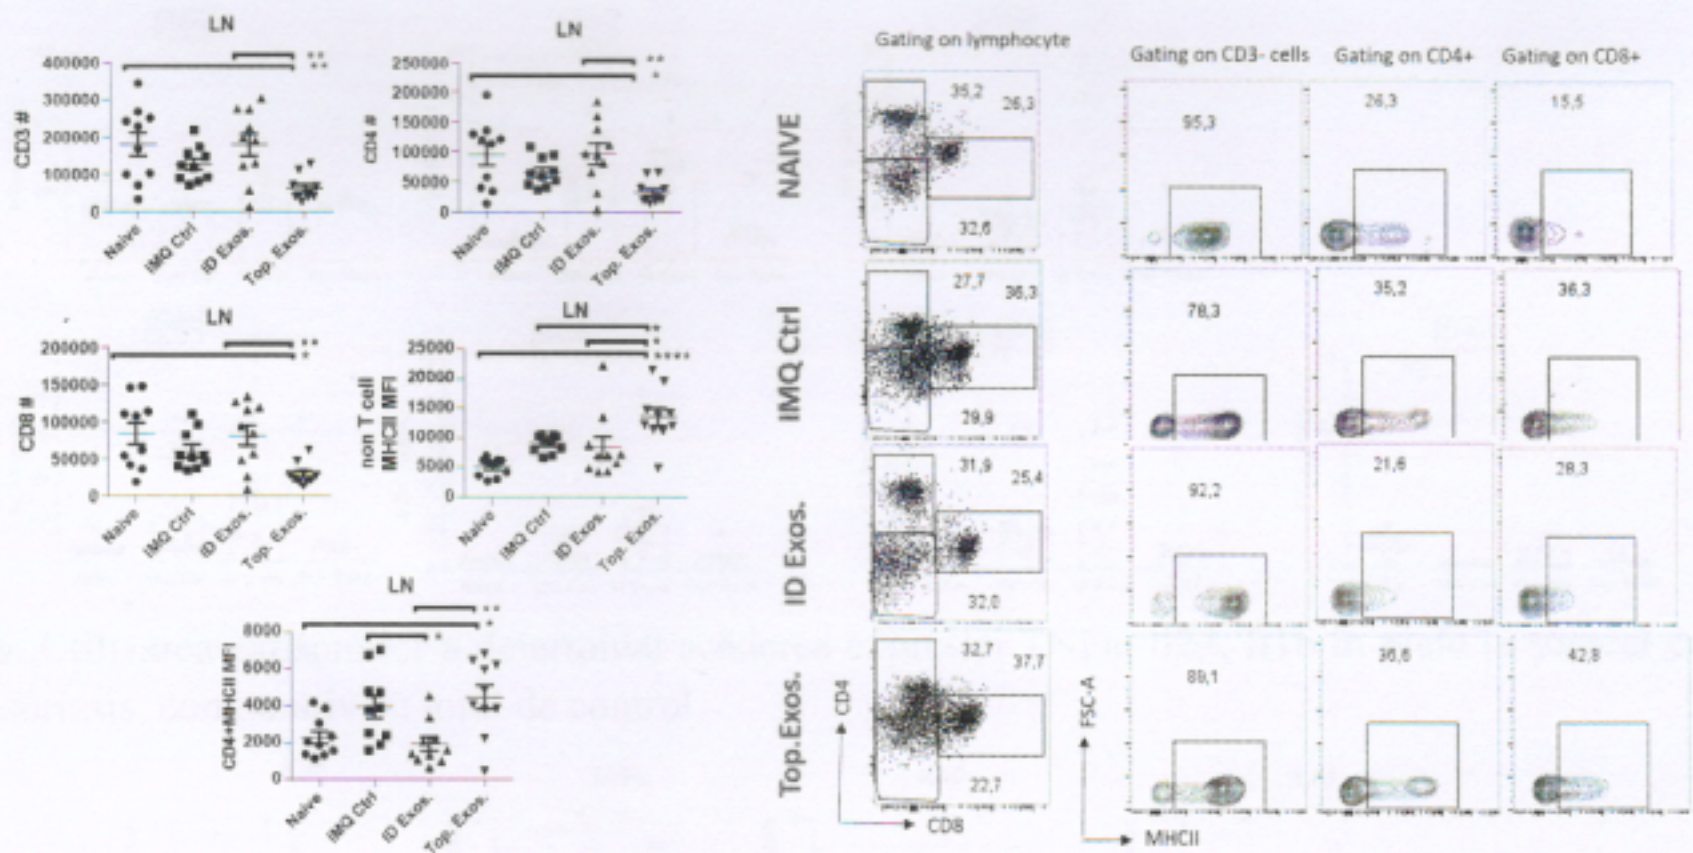 LN
CD3 #
400000
300000
200000
100000
0
Naive
IMQ Ctrl
ID Exos.
Top. Exos.
**
**
LN
CD4 #
250000
200000
150000
100000
50000
0
Naive
IMQ Ctrl
ID Exos.
Top. Exos.
**
*
LN
CD8 #
200000
150000
100000
50000
0
Naive
IMQ Ctrl
ID Exos.
Top. Exos.
**
*
LN
non T cell
MHCII MFI
25000
20000
15000
10000
5000
0
Naive
IMQ Ctrl
ID Exos.
Top. Exos.
*
*
****
LN
CD4+MHCII MFI
8000
6000
4000
2000
0
Naive
IMQ Ctrl
ID Exos.
Top. Exos.
**
*
*
Gating on lymphocyte
Gating on CD3- cells
Gating on CD4+
Gating on CD8+
NAIVE
35,2
26,3
32,6
95,3
26,3
15,5
IMQ Ctrl
27,7
36,3
29,9
78,3
35,2
36,3
ID Exos.
31,9
25,4
32,0
92,2
21,6
28,3
Top.Exos.
32,7
37,7
22,7
89,1
36,6
42,8
CD4
CD8
FSC-A
MHCII